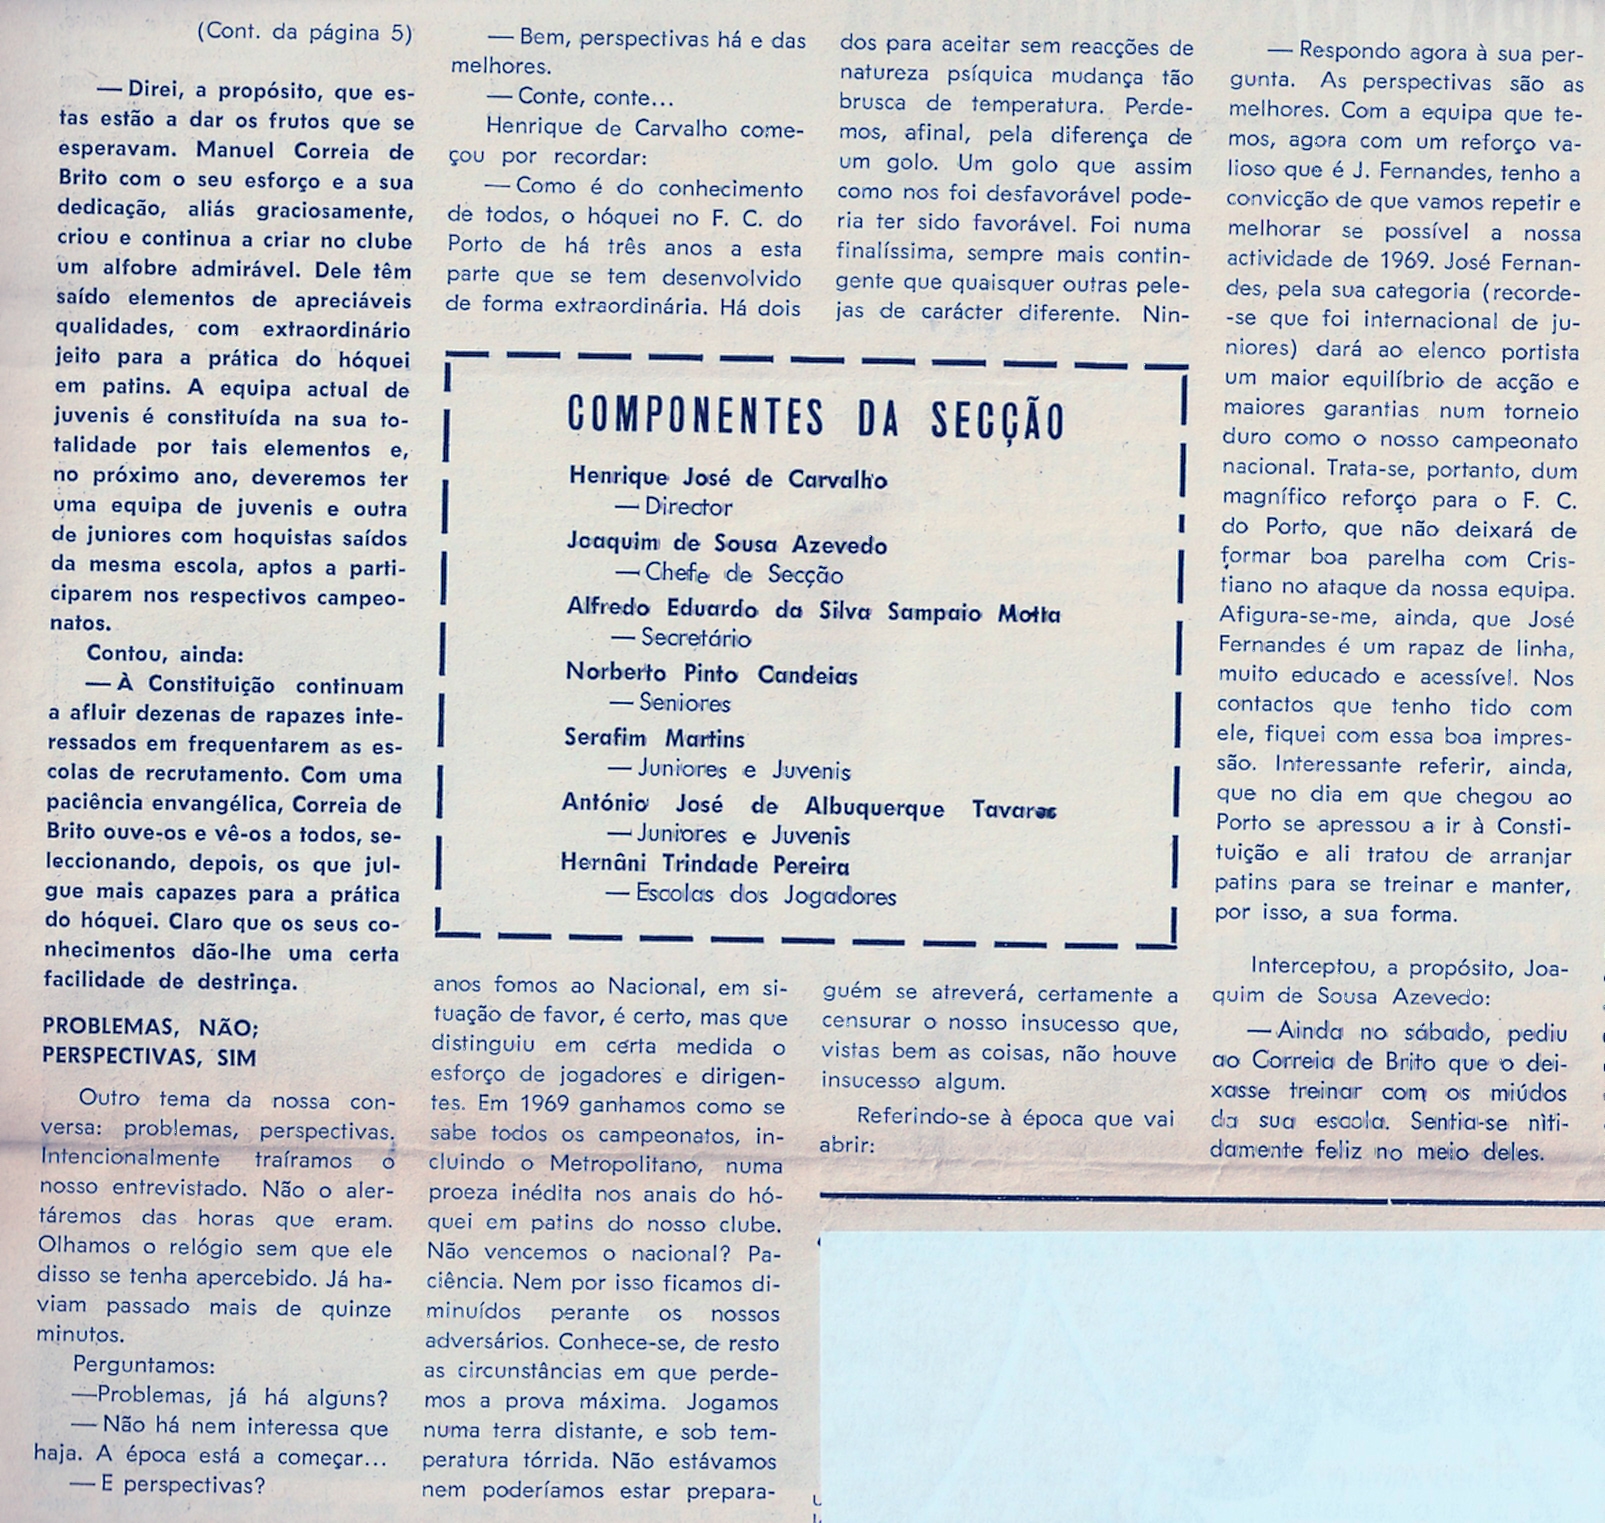 (Cont. da página 5)
— Direi, a propósito, que es-
tas estão a dar os frutos que se
esperavam. Manuel Correia de
Brito com o seu esforço e a sua
dedicação, aliás graciosamente,
criou e continua a criar no clube
um alfobre admirável. Dele têm
saído elementos de apreciáveis
qualidades, com extraordinário
jeito para a prática do hóquei
em patins. A equipa actual de
juvenis é constituída na sua to-
talidade por tais elementos e,
no próximo ano, deveremos ter
uma equipa de juvenis e outra
de juniores com hoquistas saídos
da mesma escola, aptos a parti-
ciparem nos respectivos campeo-
natos.
Contou, ainda:
— À Constituição continuam
a afluir dezenas de rapazes inte-
ressados em frequentarem as es-
colas de recrutamento. Com uma
paciência envangélica, Correia de
Brito ouve-os e vê-os a todos, se-
leccionando, depois, os que jul-
gue mais capazes para a prática
do hóquei. Claro que os seus co-
nhecimentos dão-lhe uma certa
facilidade de destrinça.
PROBLEMAS, NÃO;
PERSPECTIVAS, SIM
Outro tema da nossa con-
versa: problemas, perspectivas.
Intencionalmente traíramos o
nosso entrevistado. Não o aler-
táremos das horas que eram.
Olhamos o relógio sem que ele
disso se tenha apercebido. Já ha-
viam passado mais de quinze
minutos.
Perguntamos:
—Problemas, já há alguns?
— Não há nem interessa que
haja. A época está a começar...
— E perspectivas?
— Bem, perspectivas há e das
melhores.
— Conte, conte...
Henrique de Carvalho come-
çou por recordar:
— Como é do conhecimento
de todos, o hóquei no F. C. do
Porto de há três anos a esta
parte que se tem desenvolvido
de forma extraordinária. Há dois
anos fomos ao Nacional, em si-
tuação de favor, é certo, mas que
distinguiu em certa medida o
esforço de jogadores e dirigen-
tes. Em 1969 ganhamos como se
sabe todos os campeonatos, in-
cluindo o Metropolitano, numa
proeza inédita nos anais do hó-
quei em patins do nosso clube.
Não vencemos o nacional? Pa-
ciência. Nem por isso ficamos di-
minuídos perante os nossos
adversários. Conhece-se, de resto
as circunstâncias em que perde-
mos a prova máxima. Jogamos
numa terra distante, e sob tem-
peratura tórrida. Não estávamos
nem poderíamos estar prepara-
dos para aceitar sem reacções de
natureza psíquica mudança tão
brusca de temperatura. Perde-
mos, afinal, pela diferença de
um golo. Um golo que assim
como nos foi desfavorável pode-
ria ter sido favorável. Foi numa
finalíssima, sempre mais contin-
gente que quaisquer outras pele-
jas de carácter diferente. Nin-
guém se atreverá, certamente a
censurar o nosso insucesso que,
vistas bem as coisas, não houve
insucesso algum.
Referindo-se à época que vai
abrir:
— Respondo agora à sua per-
gunta. As perspectivas são as
melhores. Com a equipa que te-
mos, agora com um reforço va-
lioso que é J. Fernandes, tenho a
convicção de que vamos repetir e
melhorar se possível a nossa
actividade de 1969. José Fernan-
des, pela sua categoria (recorde-
-se que foi internacional de ju-
niores) dará ao elenco portista
um maior equilíbrio de acção e
maiores garantias num torneio
duro como o nosso campeonato
nacional. Trata-se, portanto, dum
magnífico reforço para o F. C.
do Porto, que não deixará de
formar boa parelha com Cris-
tiano no ataque da nossa equipa.
Afigura-se-me, ainda, que José
Fernandes é um rapaz de linha,
muito educado e acessível. Nos
contactos que tenho tido com
ele, fiquei com essa boa impres-
são. Interessante referir, ainda,
que no dia em que chegou ao
Porto se apressou a ir à Consti-
tuição e ali tratou de arranjar
patins para se treinar e manter,
por isso, a sua forma.
Interceptou, a propósito, Joa-
quim de Sousa Azevedo:
— Ainda no sábado, pediu
ao Correia de Brito que o dei-
xasse treinar com os miúdos
da sua escola. Sentia-se niti-
damente feliz no meio deles.
COMPONENTES DA SECÇÃO
Henrique José de Carvalho
— Director
Joaquim de Sousa Azevedo
— Chefe de Secção
Alfredo Eduardo da Silva Sampaio Motta
— Secretário
Norberto Pinto Candeias
— Seniores
Serafim Martins
— Juniores e Juvenis
António José de Albuquerque Tavares
— Juniores e Juvenis
Hernâni Trindade Pereira
— Escolas dos Jogadores